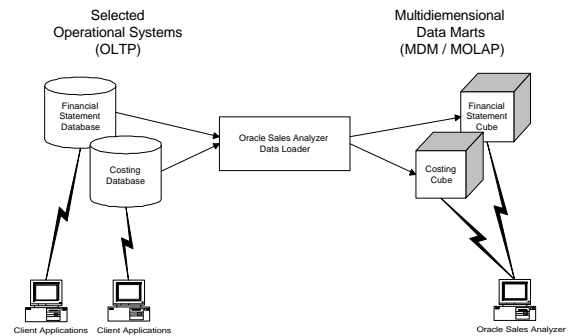 Selected
Operational Systems
(OLTP)
Multidiemensional
Data Marts
(MDM / MOLAP)
Financial
Statement
Database
Costing
Database
Oracle Sales Analyzer
Data Loader
Financial
Statement
Cube
Costing
Cube
Client Applications
Client Applications
Oracle Sales Analyzer